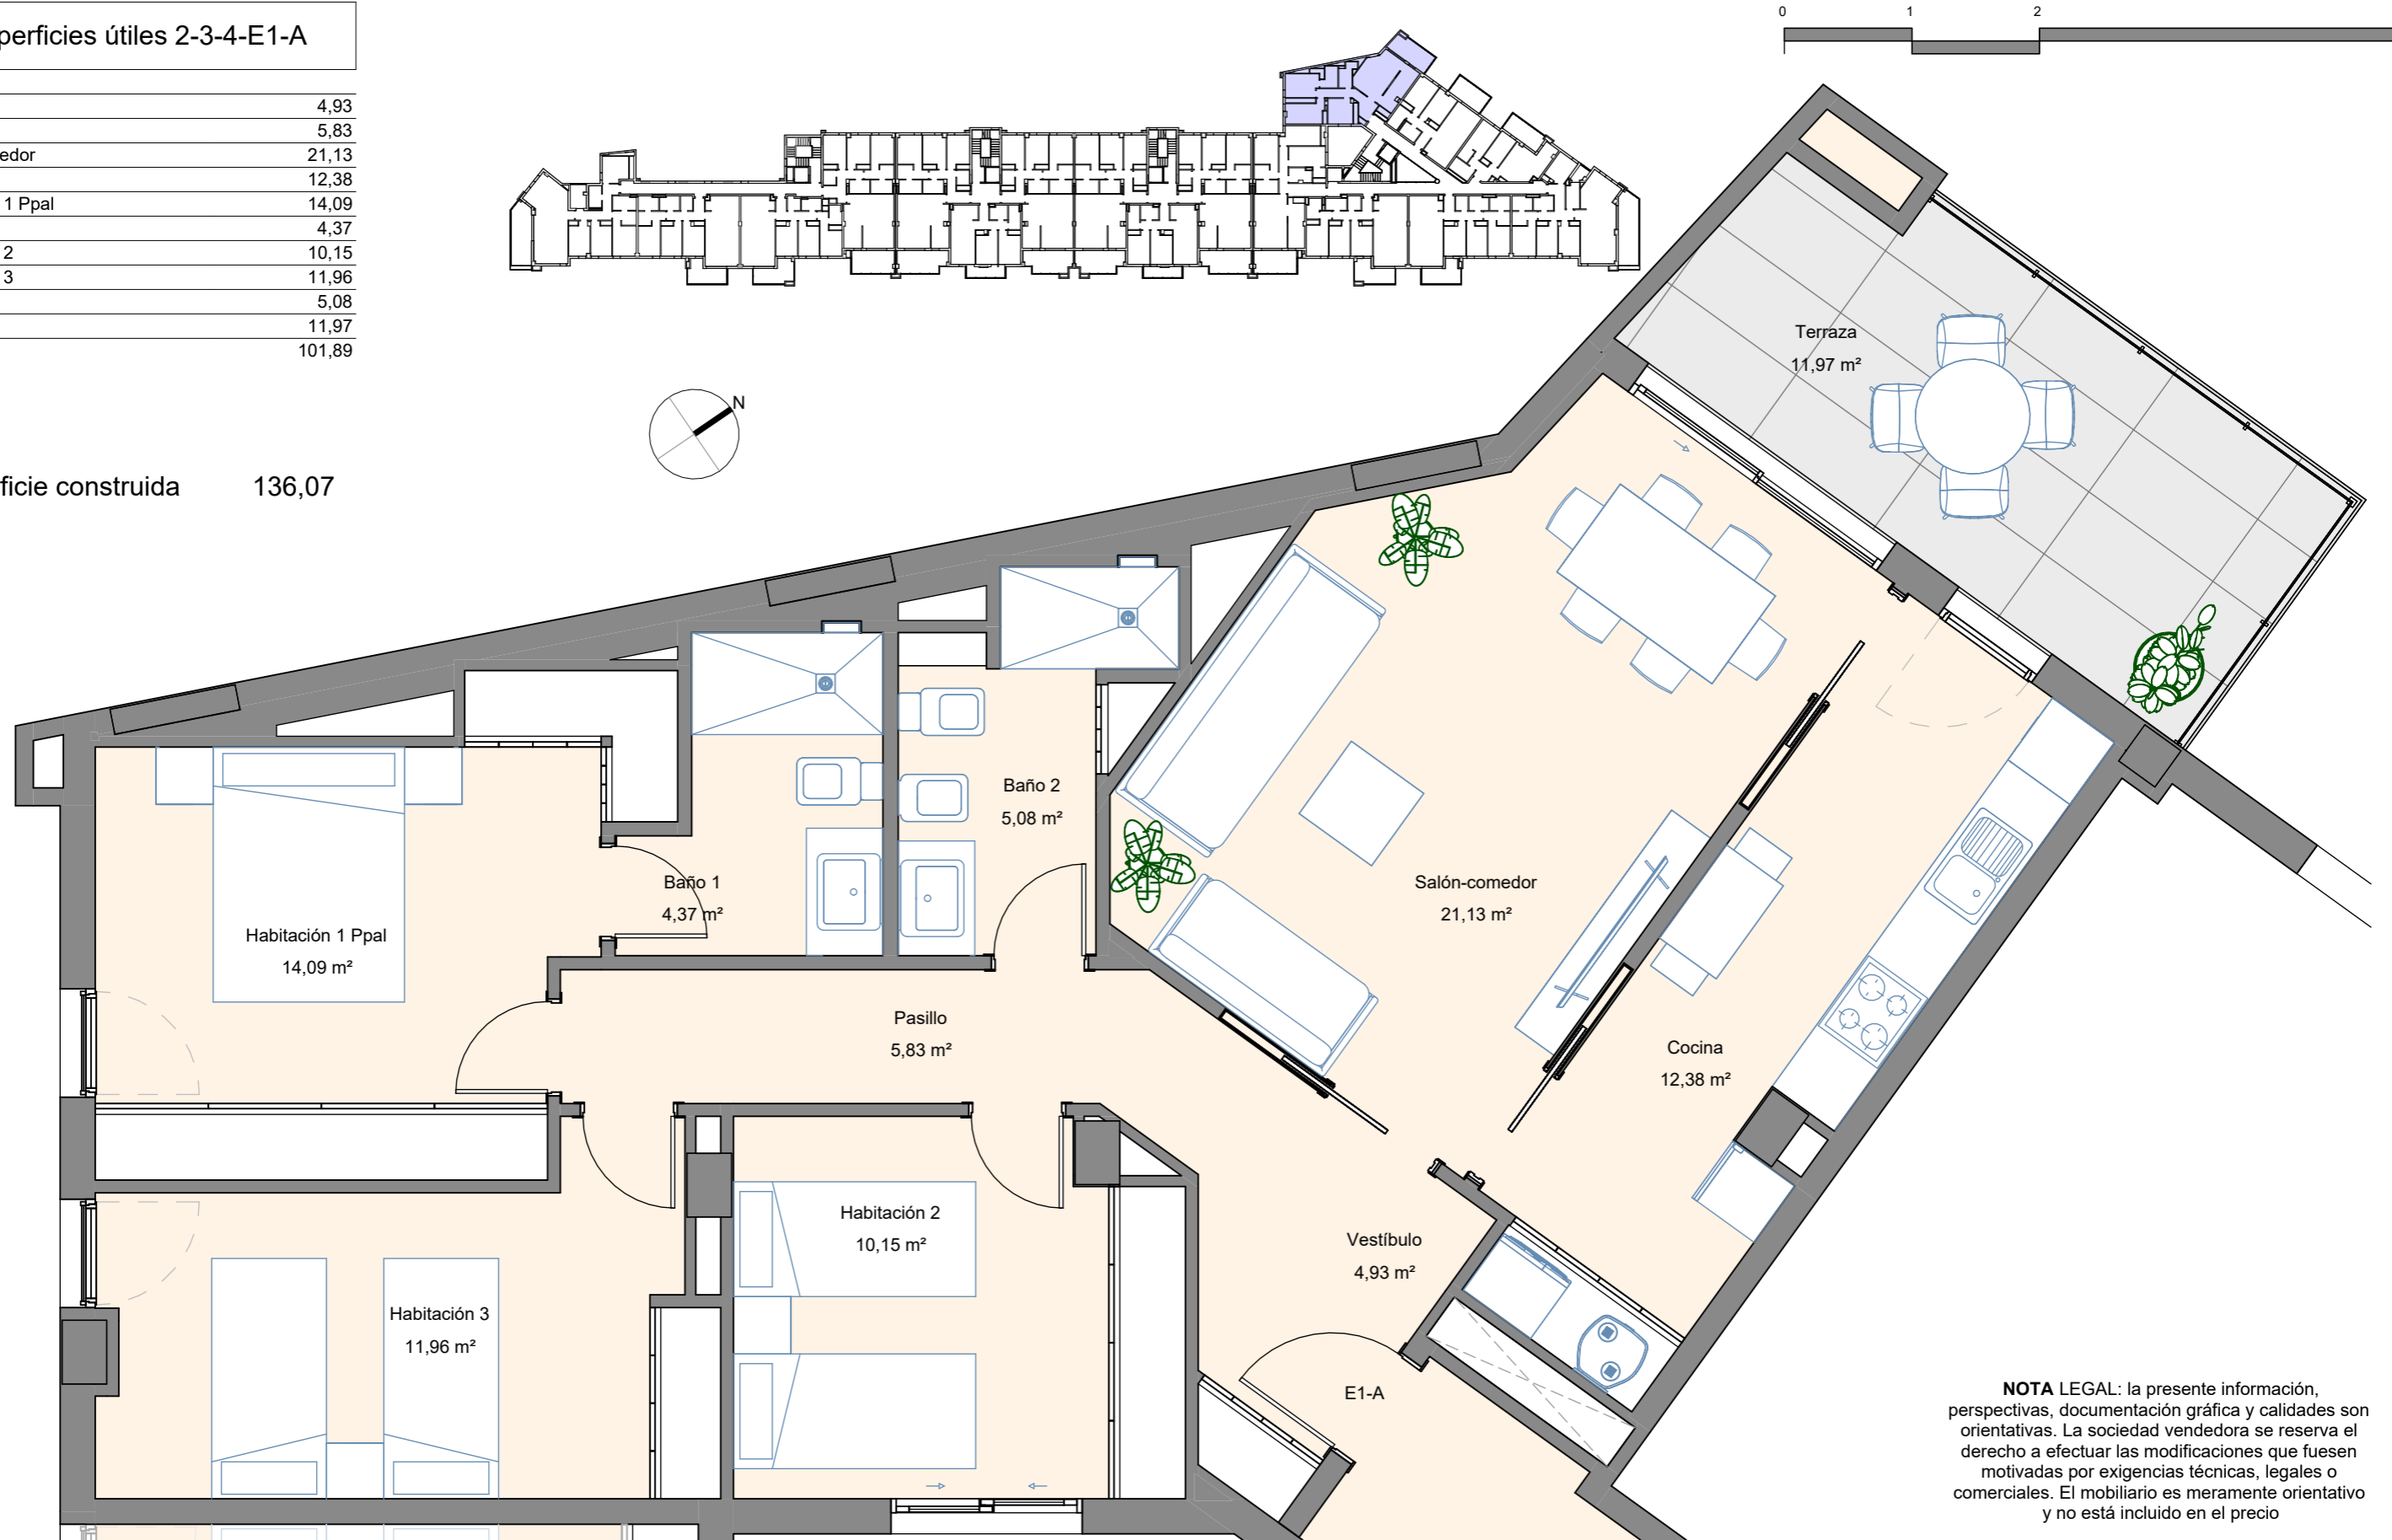 perficies útiles 2-3-4-E1-A
4,93
5,83
edor 21,13
12,38
1 Ppal 14,09
4,37
2 10,15
3 11,96
5,08
11,97
101,89
ficie construida 136,07
N
0 1 2
Terraza
11,97 m²
Baño 2
5,08 m²
Baño 1
4,37 m²
Salón-comedor
21,13 m²
Habitación 1 Ppal
14,09 m²
Pasillo
5,83 m²
Cocina
12,38 m²
Habitación 2
10,15 m²
Vestíbulo
4,93 m²
Habitación 3
11,96 m²
E1-A
NOTA LEGAL: la presente información,
perspectivas, documentación gráfica y calidades son
orientativas. La sociedad vendedora se reserva el
derecho a efectuar las modificaciones que fuesen
motivadas por exigencias técnicas, legales o
comerciales. El mobiliario es meramente orientativo
y no está incluido en el precio